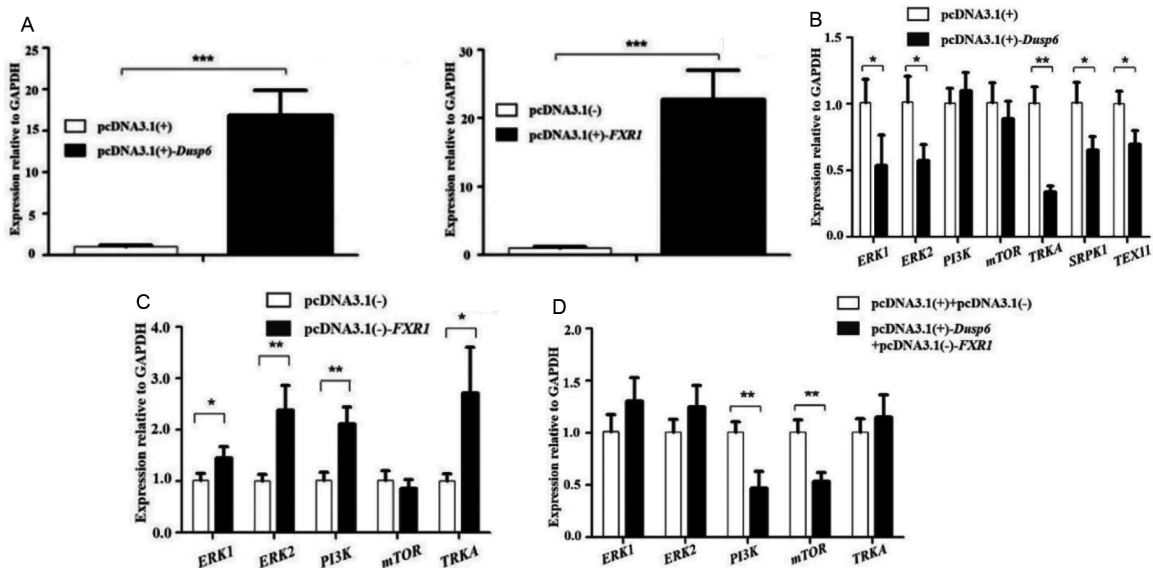 A
Expression relative to GAPDH
25
20
15
10
5
0
***
pcDNA3.1(+)
pcDNA3.1(+)-Dusp6
Expression relative to GAPDH
30
20
10
0
***
pcDNA3.1(-)
pcDNA3.1(+)-FXR1
B
pcDNA3.1(+)
pcDNA3.1(+)-Dusp6
Expression relative to GAPDH
1.5
1.0
0.5
0.0
* * ** * *
ERK1 ERK2 PI3K mTOR TRKA SRPK1 TEX11
C
pcDNA3.1(-)
pcDNA3.1(-)-FXR1
Expression relative to GAPDH
4.0
3.0
2.0
1.0
0.0
* ** ** *
ERK1 ERK2 PI3K mTOR TRKA
D
pcDNA3.1(+)+pcDNA3.1(-)
pcDNA3.1(+)-Dusp6
+pcDNA3.1(-)-FXR1
Expression relative to GAPDH
2.0
1.5
1.0
0.5
0.0
** **
ERK1 ERK2 PI3K mTOR TRKA